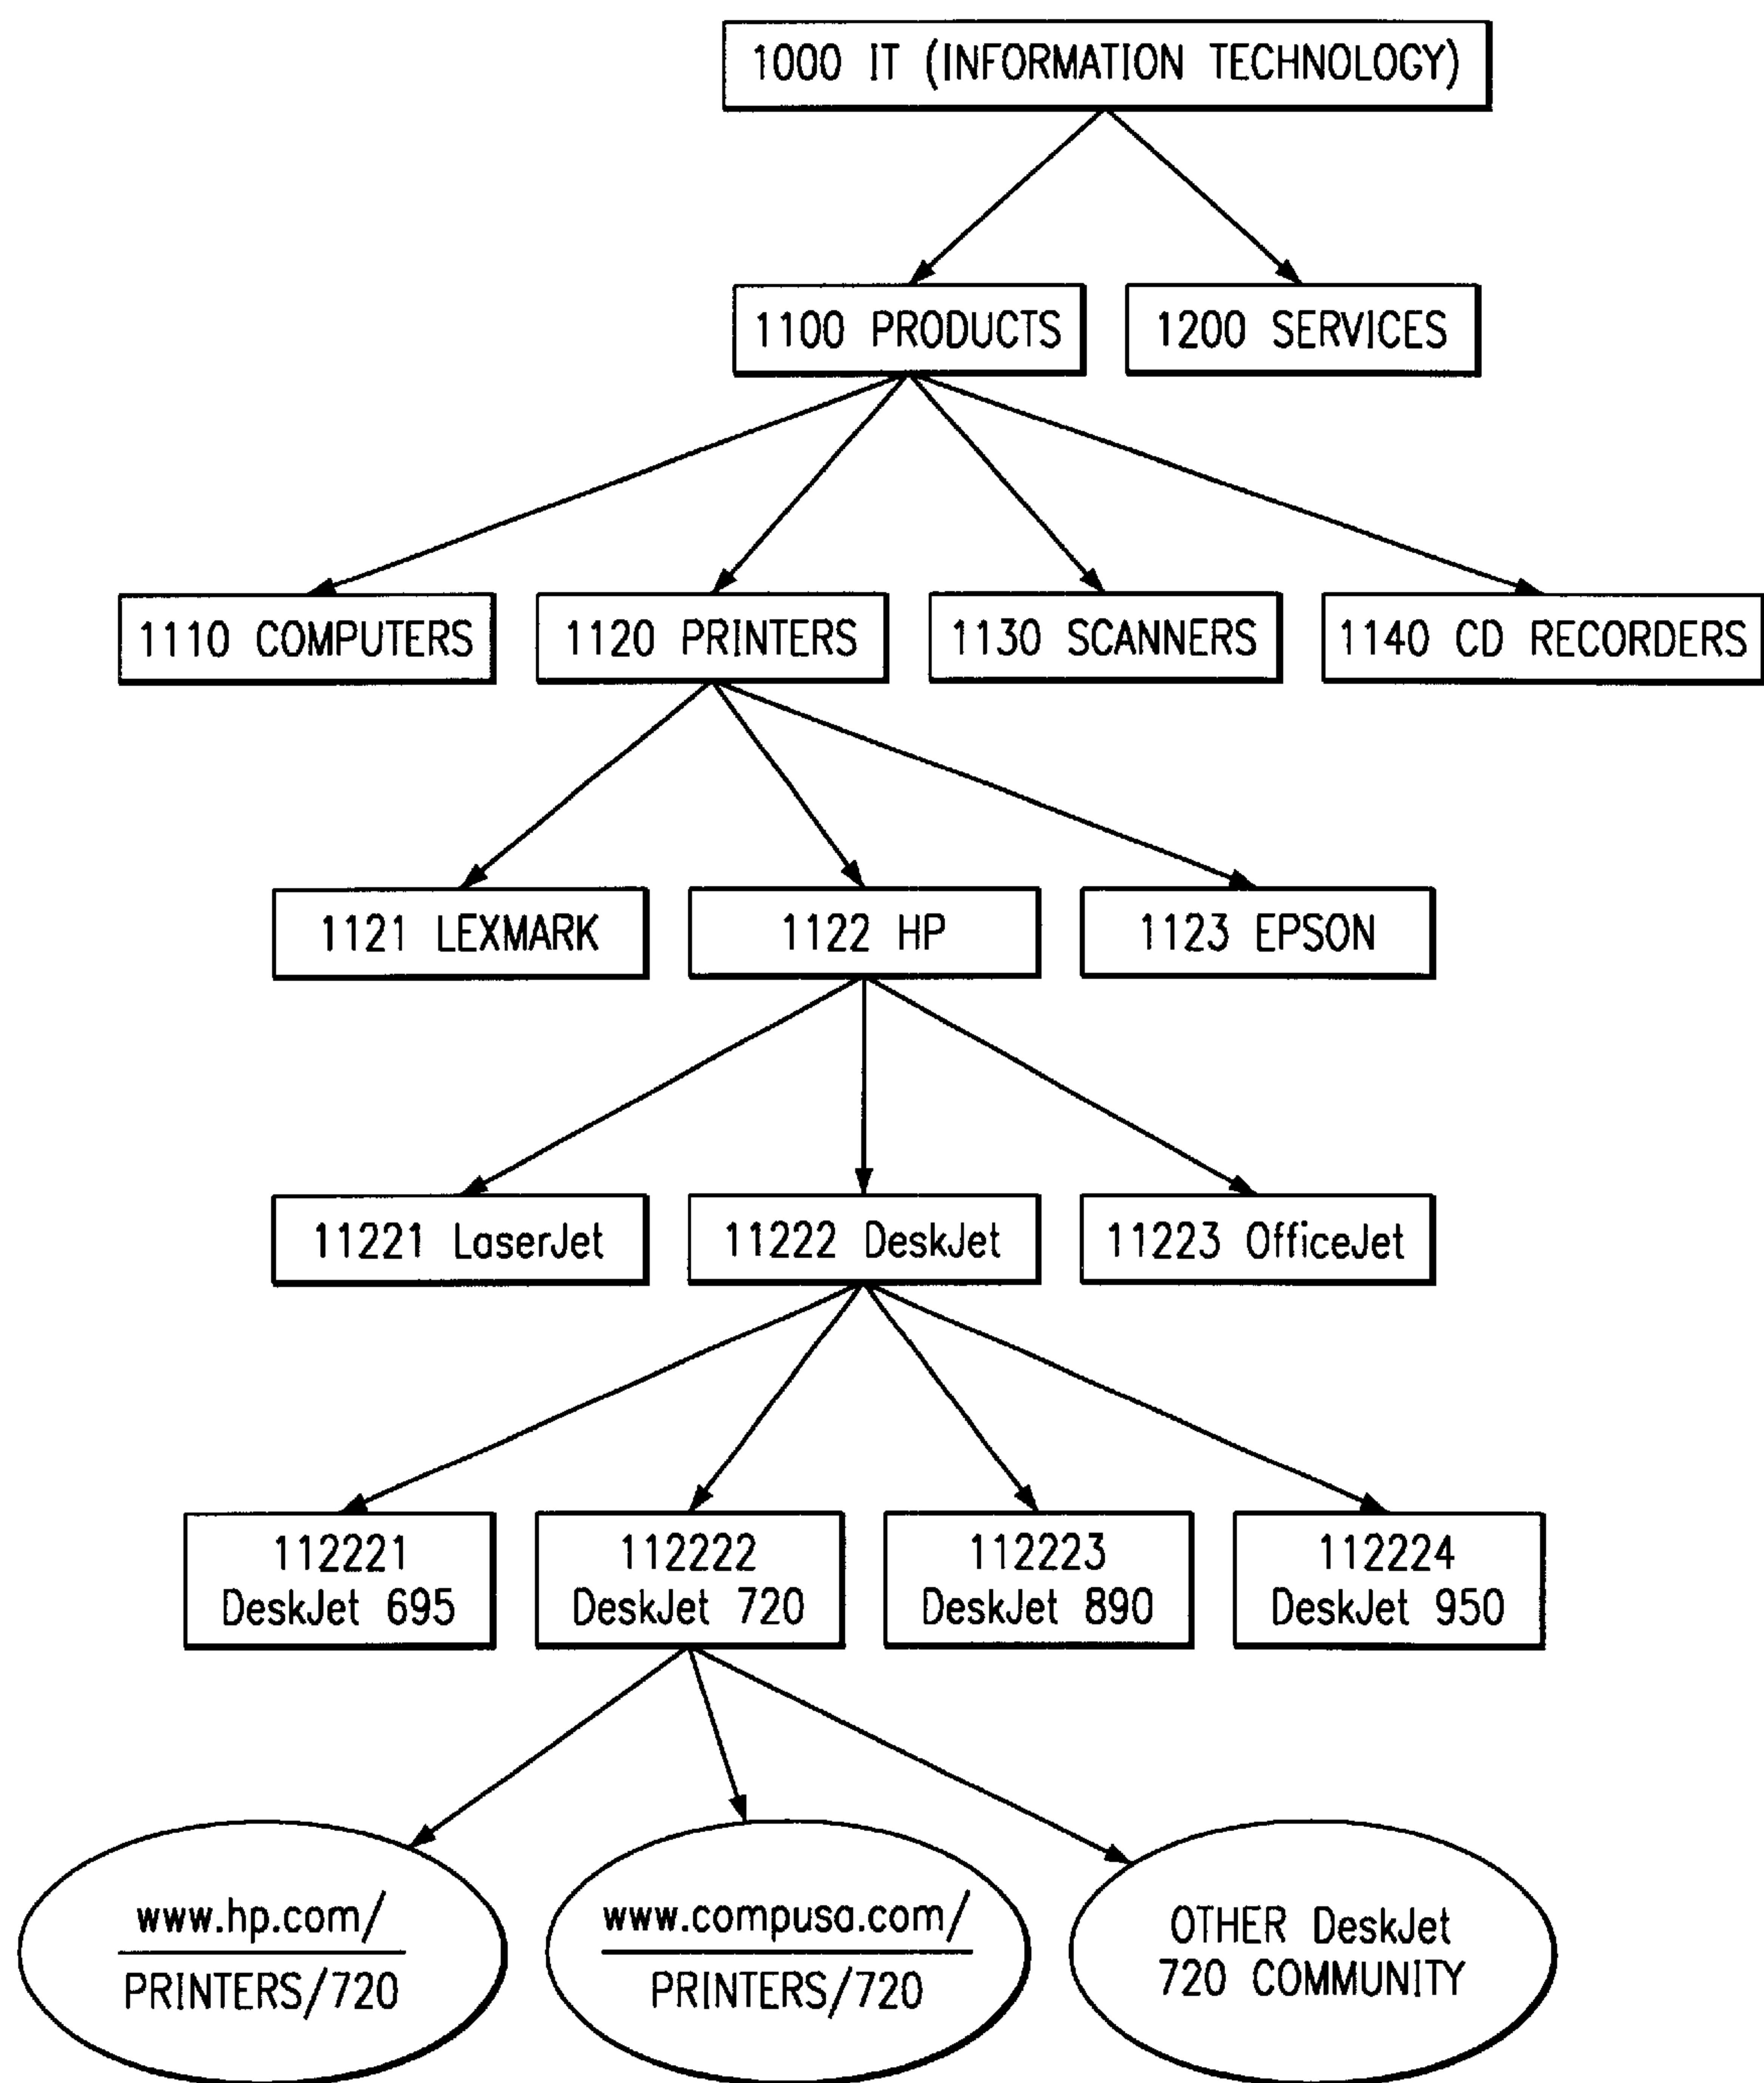 1000 IT (INFORMATION TECHNOLOGY)
1100 PRODUCTS
1200 SERVICES
1110 COMPUTERS
1120 PRINTERS
1130 SCANNERS
1140 CD RECORDERS
1121 LEXMARK
1122 HP
1123 EPSON
11221 LaserJet
11222 DeskJet
11223 OfficeJet
112221
DeskJet 695
112222
DeskJet 720
112223
DeskJet 890
112224
DeskJet 950
www.hp.com/
PRINTERS/720
www.compusa.com/
PRINTERS/720
OTHER DeskJet
720 COMMUNITY